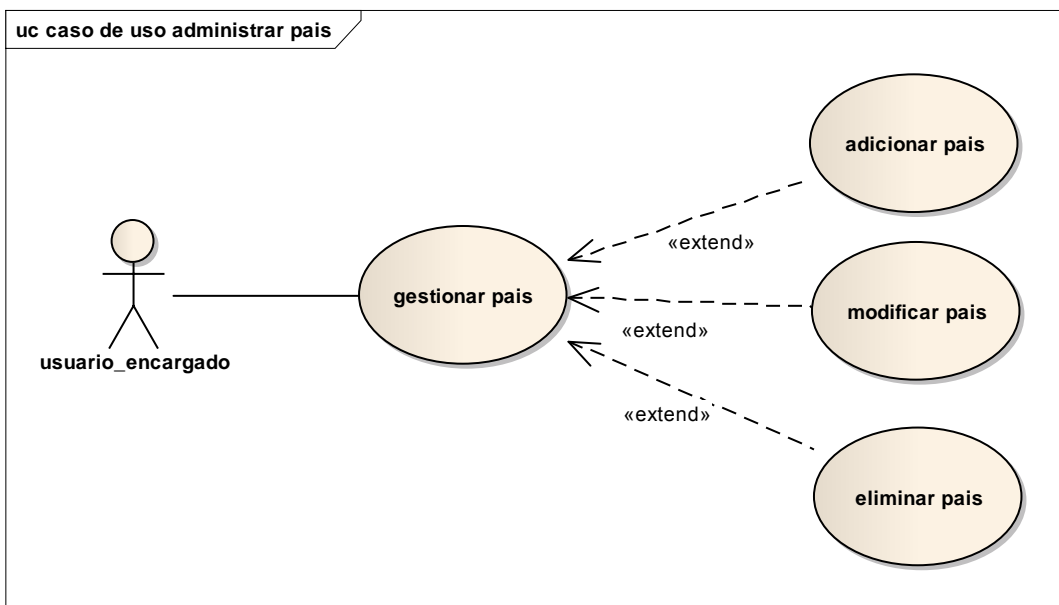 uc caso de uso administrar pais
adicionar pais
«extend»
gestionar pais
modificar pais
«extend»
usuario_encargado
«extend»
eliminar pais